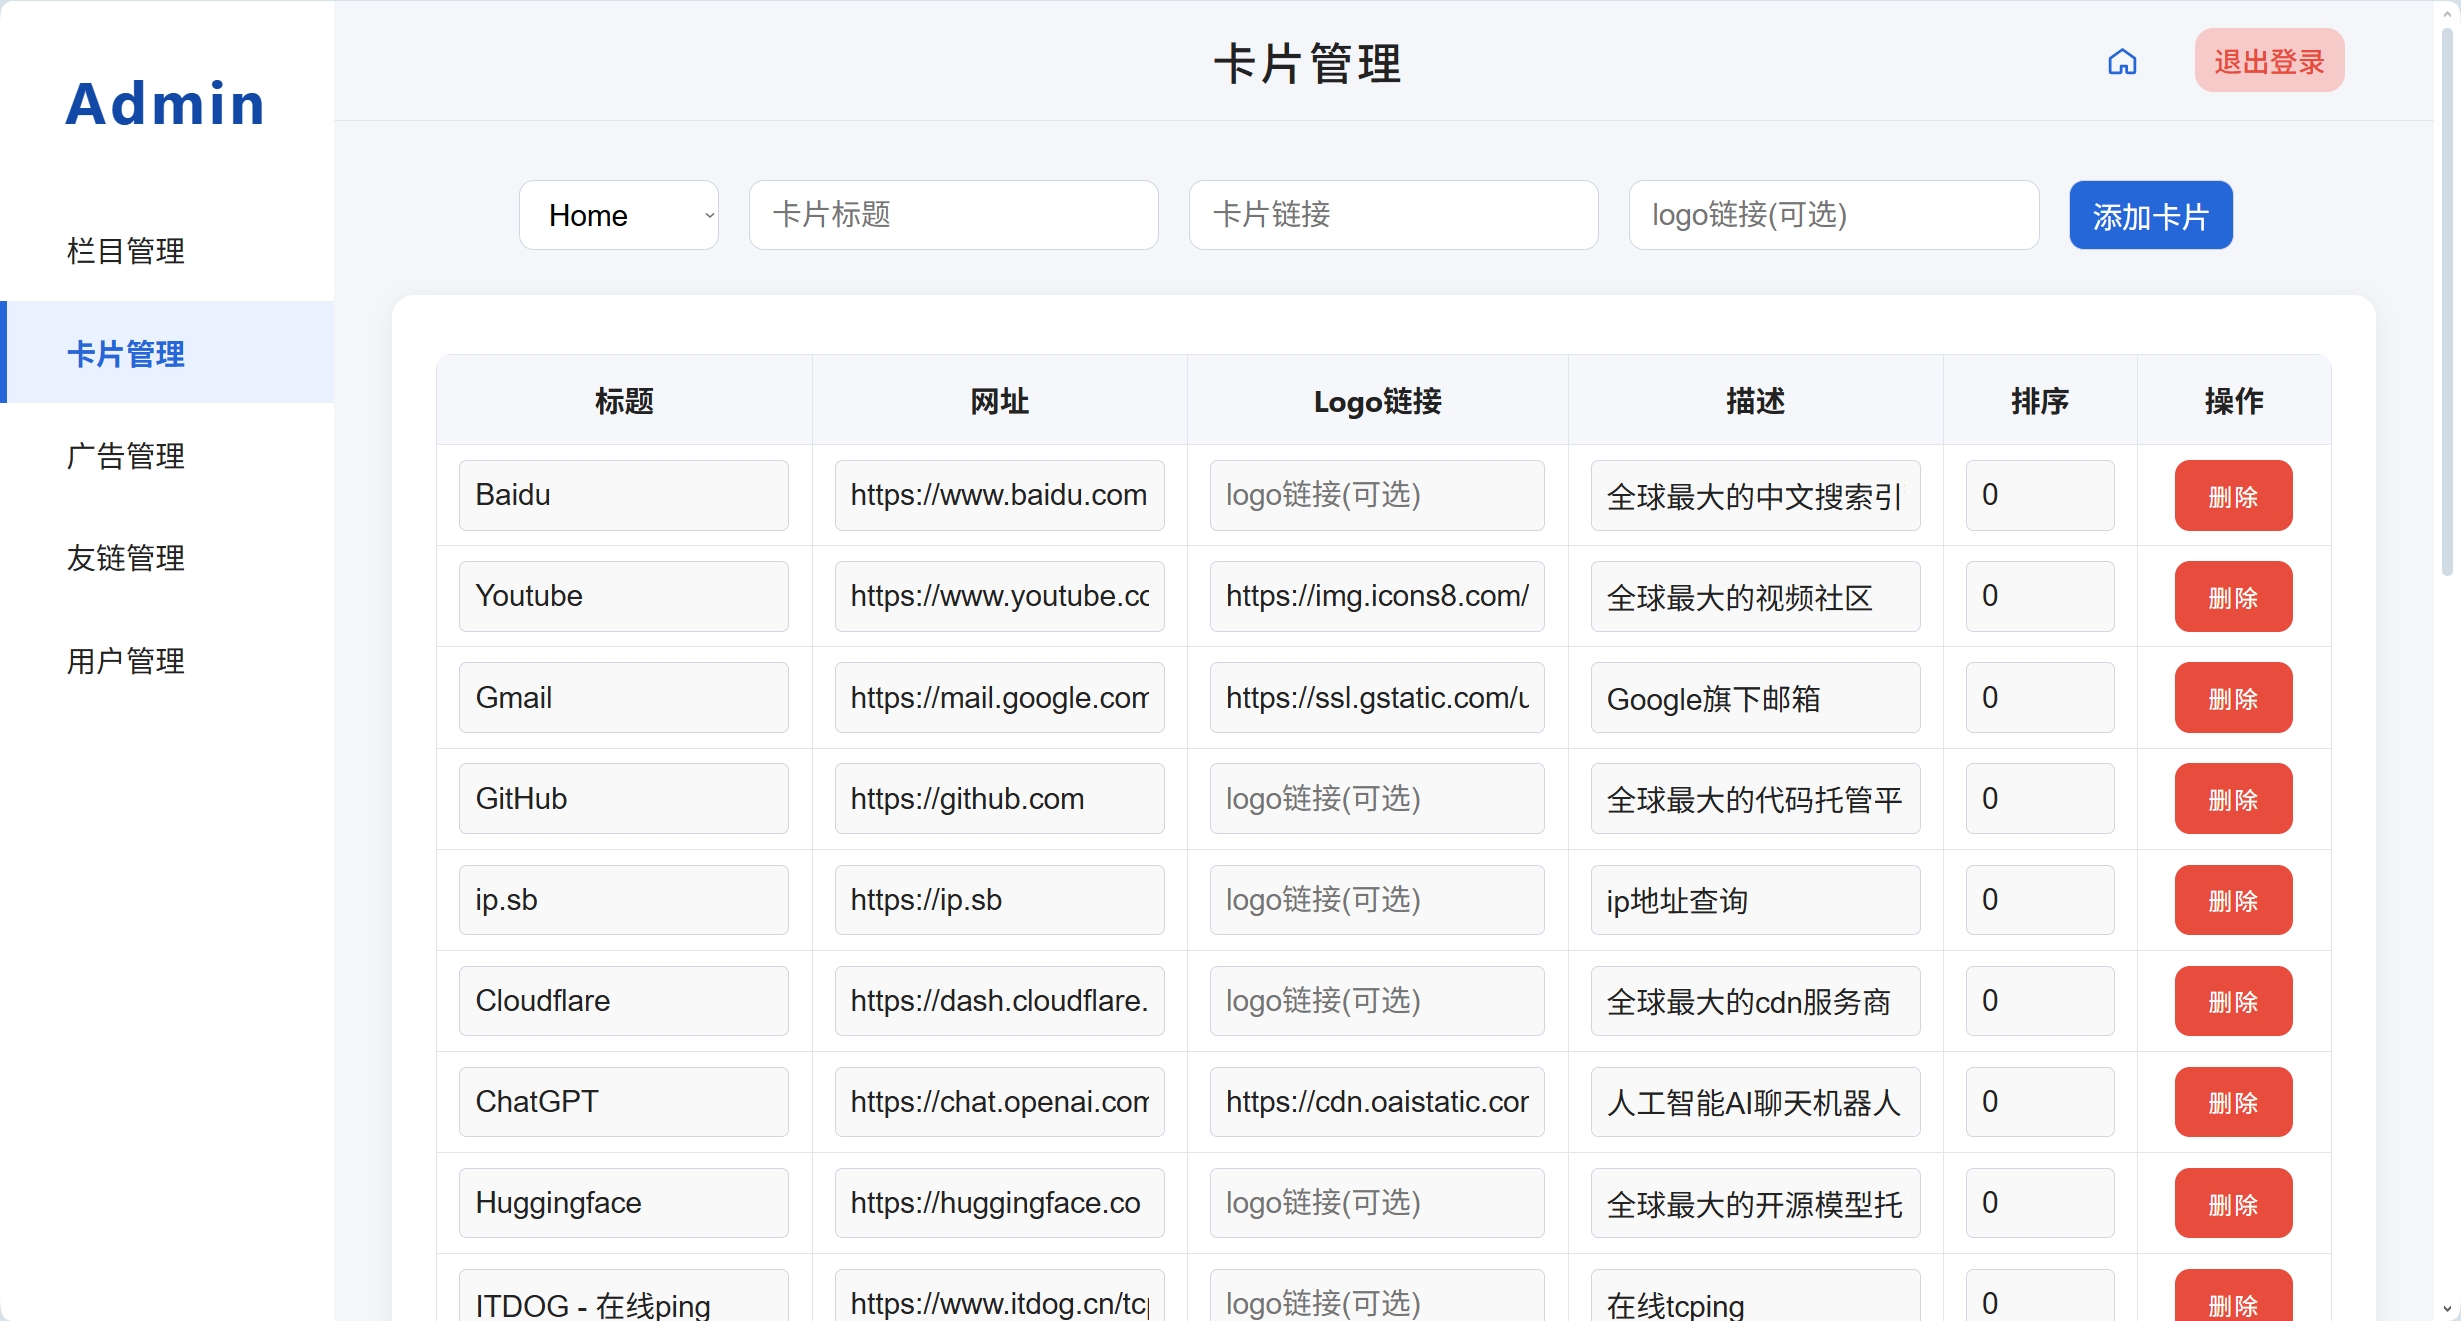 Admin
栏目管理
卡片管理
广告管理
友链管理
用户管理
卡片管理
退出登录
Home 卡片标题 卡片链接 logo链接(可选) 添加卡片
标题 网址 Logo链接 描述 排序 操作
Baidu https://www.baidu.com logo链接(可选) 全球最大的中文搜索引 0 删除
Youtube https://www.youtube.co 全球最大的视频社区 https://img.icons8.com/ 0 删除
Gmail https://mail.google.com https://ssl.gstatic.com/u Google旗下邮箱 0 删除
GitHub https://github.com logo链接(可选) 全球最大的代码托管平 0 删除
ip.sb https://ip.sb logo链接(可选) ip地址查询 0 删除
Cloudflare https://dash.cloudflare. logo链接(可选) 全球最大的cdn服务商 0 删除
ChatGPT https://chat.openai.com https://cdn.oaistatic.con 人工智能AI聊天机器人 0 删除
Huggingface https://huggingface.co logo链接(可选) 全球最大的开源模型托 0 删除
ITDOG - 在线ping https://www.itdog.cn/tcp logo链接(可选) 在线tcping 0 删除